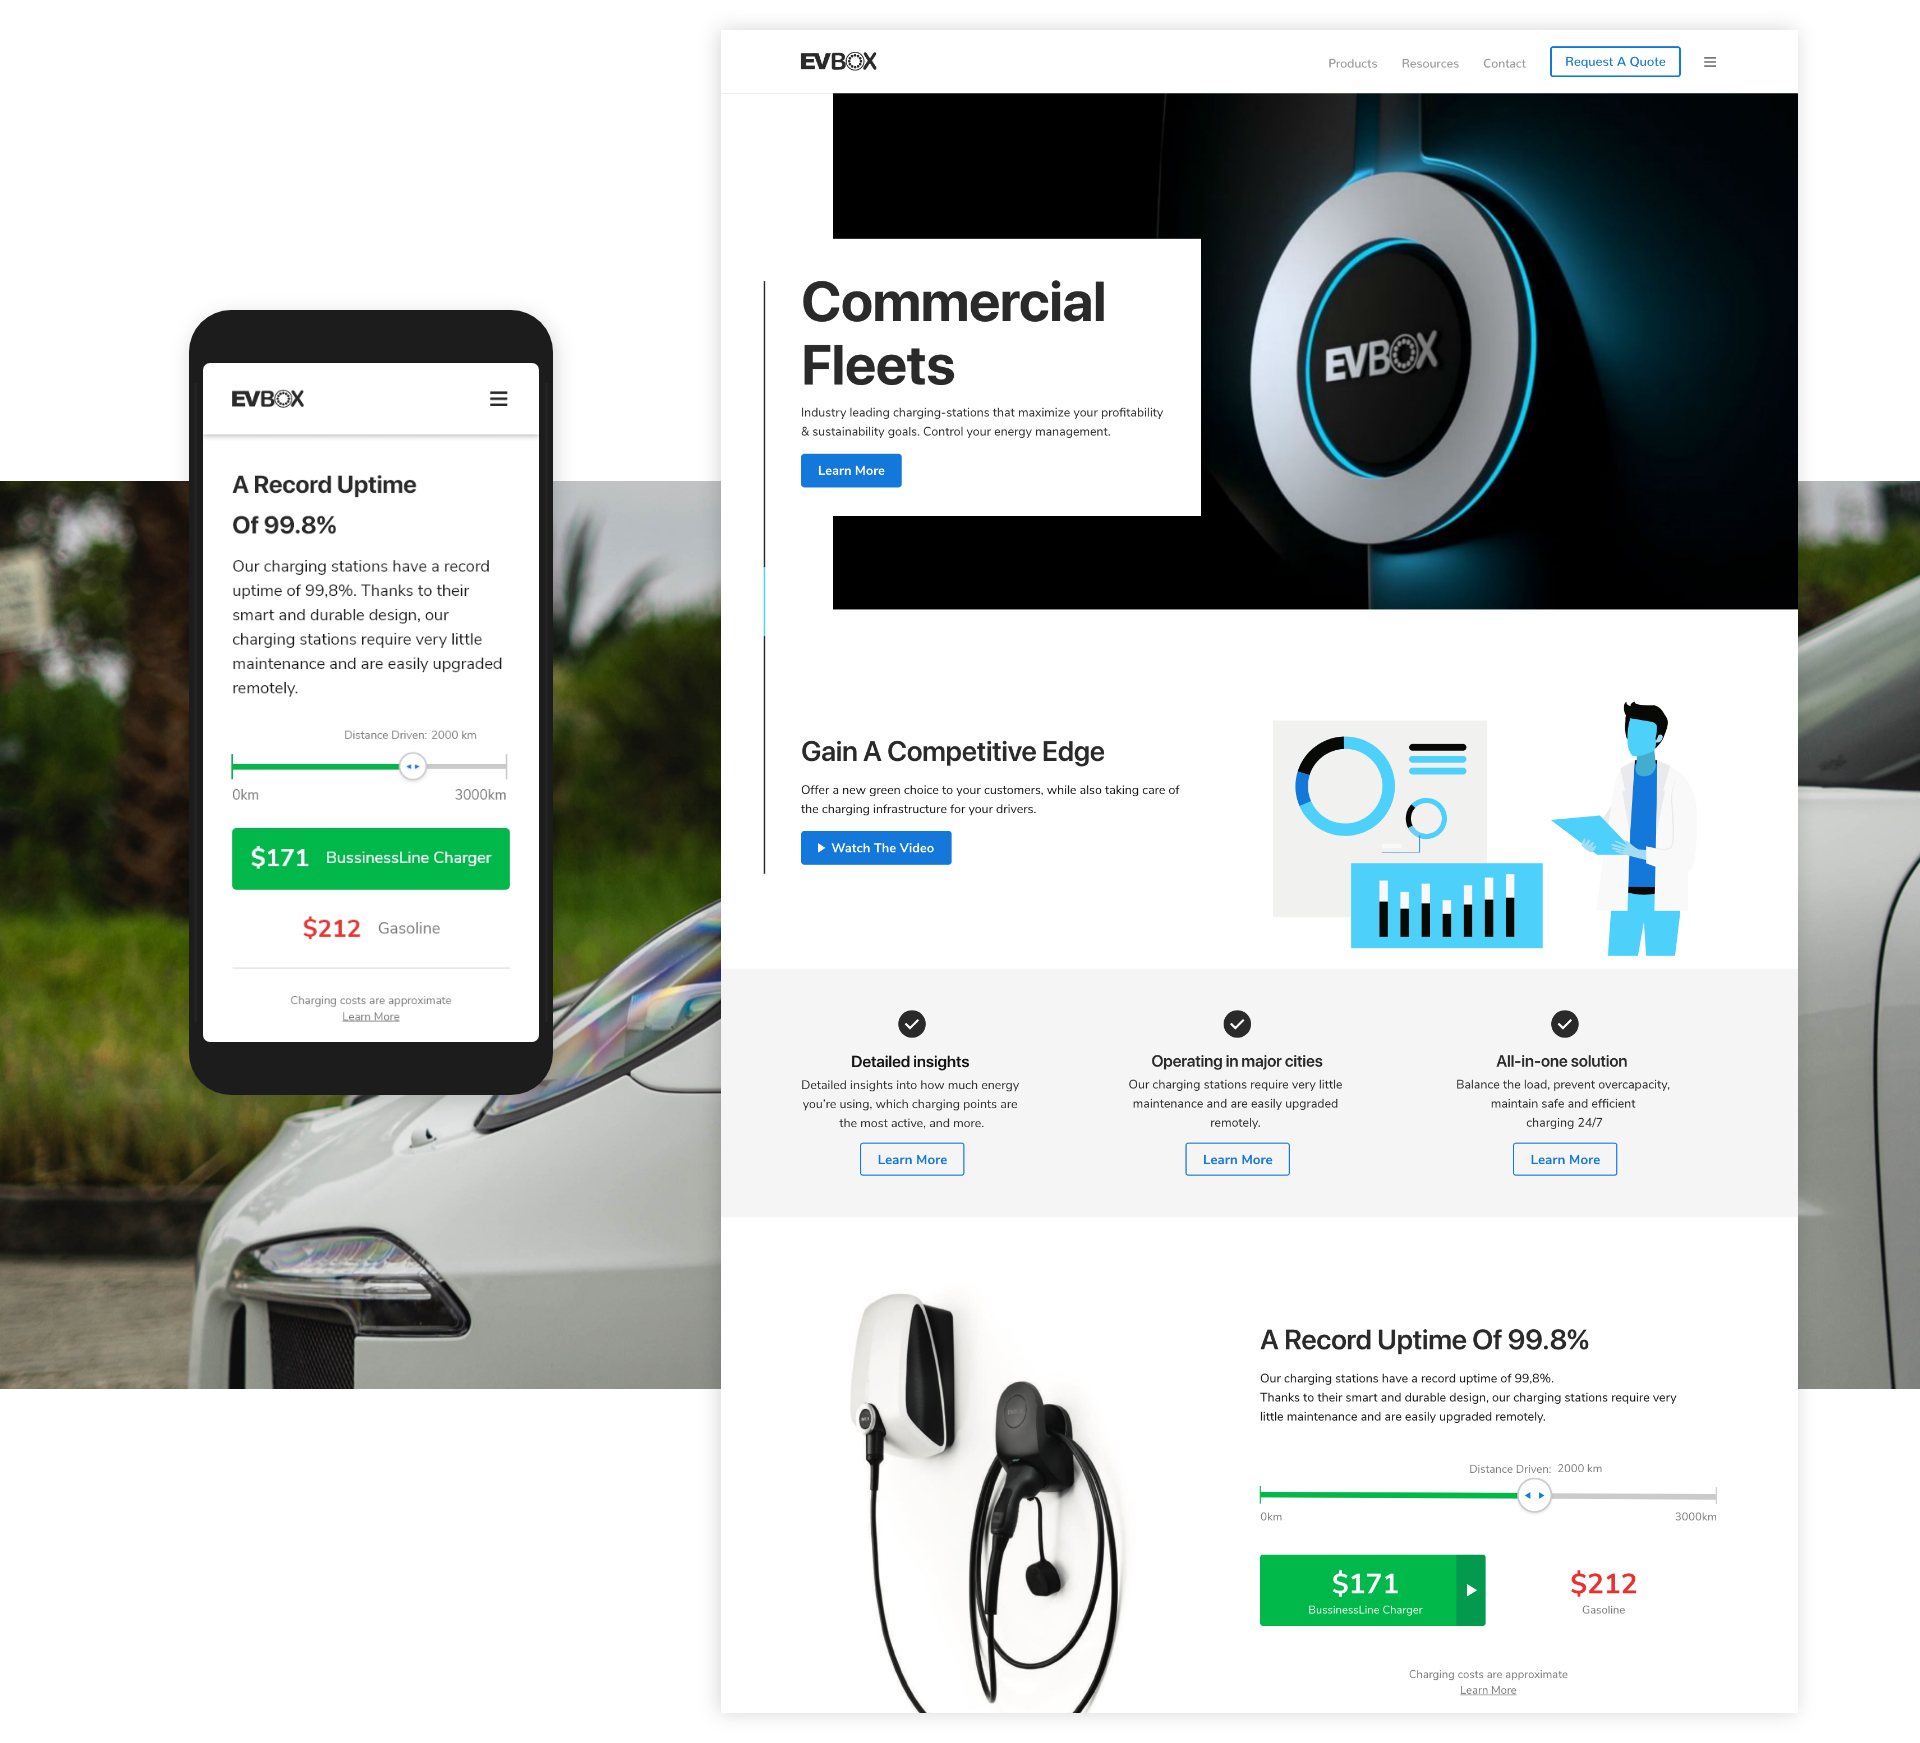 EVBOX
A Record Uptime
Of 99.8%
Our charging stations have a record
uptime of 99,8%. Thanks to their
smart and durable design, our
charging stations require very little
maintenance and are easily upgraded
remotely.
Distance Driven: 2000 km
0km 3000km
$171 BussinessLine Charger
$212 Gasoline
Charging costs are approximate
Learn More
EVBOX Products Resources Contact Request A Quote
EVBOX
Commercial
Fleets
Industry leading charging-stations that maximize your profitability
& sustainability goals. Control your energy management.
Learn More
Gain A Competitive Edge
Offer a new green choice to your customers, while also taking care of
the charging infrastructure for your drivers.
Watch The Video
Detailed insights
Detailed insights into how much energy
you're using, which charging points are
the most active, and more.
Learn More
Operating in major cities
Our charging stations require very little
maintenance and are easily upgraded
remotely.
Learn More
All-in-one solution
Balance the load, prevent overcapacity,
maintain safe and efficient
charging 24/7
Learn More
A Record Uptime Of 99.8%
Our charging stations have a record uptime of 99,8%.
Thanks to their smart and durable design, our charging stations require very
little maintenance and are easily upgraded remotely.
Distance Driven: 2000 km
0km 3000km
$171
BussinessLine Charger
$212
Gasoline
Charging costs are approximate
Learn More